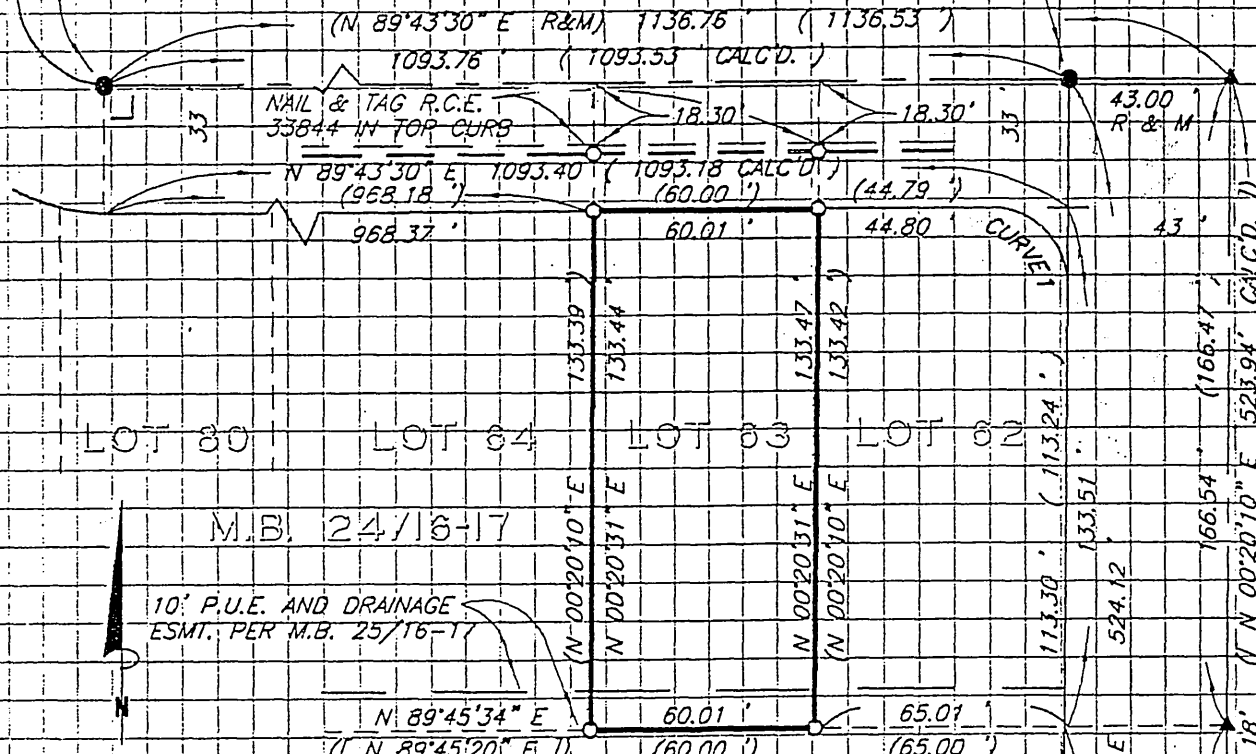 (N 89°43'30" E R&M) 1136.76 ' ( 1136.53 ')
1093.76 ' ( 1093.53 ' CALC'D. )
NAIL & TAG R.C.E.
33844 IN TOP CURB
33'
18.30'
18.30'
33'
43.00 '
R & M
N 89°43'30" E 1093.40 ' ( 1093.18 CALC'D )
(968.18 ')
(60.00 ')
(44.79 ')
968.37 '
60.01 '
44.80 '
CURVE 1
43 '
133.39 ')
133.44 '
133.47 '
133.42 ')
(166.47 '
( 113.24 ' )
LOT 80
LOT 84
LOT 83
LOT 82
M.B. 24/16-17
(N 00°20'10" E
N 00°20'31" E
N 00°20'31" E
(N 00°20'10" E
133.51 '
166.54 '
N 00°20'10" E 523.94' CALC'D
113.30 '
524.12 '
10' P.U.E. AND DRAINAGE
ESMT. PER M.B. 25/16-17
N
N 89°45'34" E
60.01 '
65.01 '
N 89°45'20" E
(60.00 ')
(65.00 ')
E